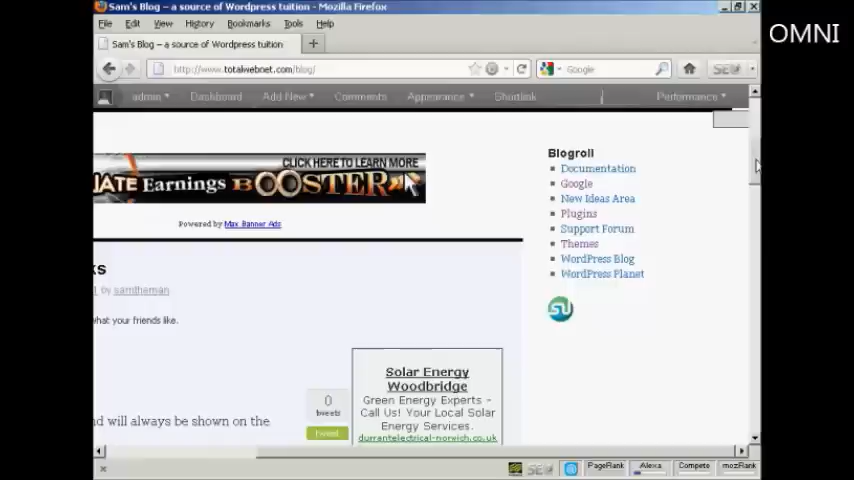 Sam's Blog – a source of Wordpress tuition - Mozilla Firefox
OMNI
File Edit View History Bookmarks Tools Help
Sam's Blog – a source of Wordpress tuition
http://www.totalwebnet.com/blog/
Google
admin Dashboard Add New Comments Appearance Shortlink Performance
CLICK HERE TO LEARN MORE
IATE Earnings BOOSTER
Powered by Max Banner Ads
Blogroll
Documentation
Google
New Ideas Area
Plugins
Support Forum
Themes
WordPress Blog
WordPress Planet
ks
by samtheman
what your friends like.
Solar Energy
Woodbridge
Green Energy Experts -
Call Us! Your Local Solar
Energy Services.
durrantelectrical-norwich.co.uk
0
tweets
tweet
nd will always be shown on the
PageRank Alexa Compete mozRank